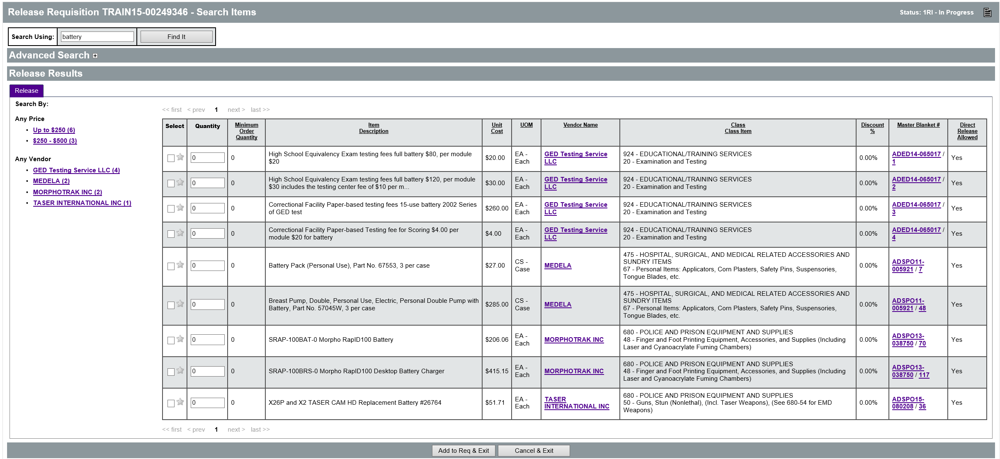 Release Requisition TRAIN15-00249346 - Search Items
Status: 1RI - In Progress
Search Using:
battery
Find It
Advanced Search
Release Results
Release
Search By:
Any Price
• Up to $250 (6)
• $250 - $500 (3)
Any Vendor
• GED Testing Service LLC (4)
• MEDELA (2)
• MORPHOTRAK INC (2)
• TASER INTERNATIONAL INC (1)
<< first < prev 1 next > last >>
Select
Quantity
Minimum
Order
Quantity
Item
Description
Unit
Cost
UOM
Vendor Name
Class
Class Item
Discount
%
Master Blanket #
Direct
Release
Allowed
0
0
High School Equivalency Exam testing fees full battery $80, per module
$20
$20.00
EA -
Each
GED Testing Service
LLC
924 - EDUCATIONAL/TRAINING SERVICES
20 - Examination and Testing
0.00%
ADED14-065017 /
1
Yes
0
0
High School Equivalency Exam testing fees full battery $120, per module
$30 includes the testing center fee of $10 per m...
$30.00
EA -
Each
GED Testing Service
LLC
924 - EDUCATIONAL/TRAINING SERVICES
20 - Examination and Testing
0.00%
ADED14-065017 /
2
Yes
0
0
Correctional Facility Paper-based testing fees 15-use battery 2002 Series
of GED test
$260.00
EA -
Each
GED Testing Service
LLC
924 - EDUCATIONAL/TRAINING SERVICES
20 - Examination and Testing
0.00%
ADED14-065017 /
3
Yes
0
0
Correctional Facility Paper-based Testing fee for Scoring $4.00 per
module $20 for battery
$4.00
EA -
Each
GED Testing Service
LLC
924 - EDUCATIONAL/TRAINING SERVICES
20 - Examination and Testing
0.00%
ADED14-065017 /
4
Yes
0
0
Battery Pack (Personal Use), Part No. 67553, 3 per case
$27.00
CS -
Case
MEDELA
475 - HOSPITAL, SURGICAL, AND MEDICAL RELATED ACCESSORIES AND
SUNDRY ITEMS
67 - Personal Items: Applicators, Corn Plasters, Safety Pins, Suspensories,
Tongue Blades, etc.
0.00%
ADSPO11-
005921 / 7
Yes
0
0
Breast Pump, Double, Personal Use, Electric, Personal Double Pump with
Battery, Part No. 57045W, 3 per case
$285.00
CS -
Case
MEDELA
475 - HOSPITAL, SURGICAL, AND MEDICAL RELATED ACCESSORIES AND
SUNDRY ITEMS
67 - Personal Items: Applicators, Corn Plasters, Safety Pins, Suspensories,
Tongue Blades, etc.
0.00%
ADSPO11-
005921 / 48
Yes
0
0
SRAP-100BAT-0 Morpho RapID100 Battery
$206.06
EA -
Each
MORPHOTRAK INC
680 - POLICE AND PRISON EQUIPMENT AND SUPPLIES
48 - Finger and Foot Printing Equipment, Accessories, and Supplies (Including
Laser and Cyanoacrylate Fuming Chambers)
0.00%
ADSPO13-
038750 / 70
Yes
0
0
SRAP-100BRS-0 Morpho RapID100 Desktop Battery Charger
$415.15
EA -
Each
MORPHOTRAK INC
680 - POLICE AND PRISON EQUIPMENT AND SUPPLIES
48 - Finger and Foot Printing Equipment, Accessories, and Supplies (Including
Laser and Cyanoacrylate Fuming Chambers)
0.00%
ADSPO13-
038750 / 117
Yes
0
0
X26P and X2 TASER CAM HD Replacement Battery #26764
$51.71
EA -
Each
TASER
INTERNATIONAL INC
680 - POLICE AND PRISON EQUIPMENT AND SUPPLIES
50 - Guns, Stun (Nonlethal), (Incl. Taser Weapons), (See 680-54 for EMD
Weapons)
0.00%
ADSPO15-
080208 / 36
Yes
<< first < prev 1 next > last >>
Add to Req & Exit
Cancel & Exit